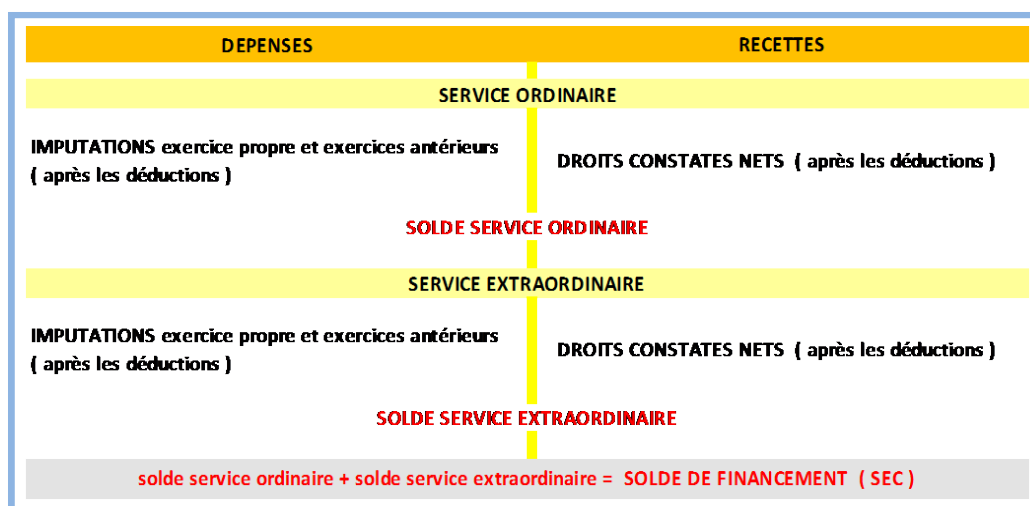 DEPENSES
RECETTES
SERVICE ORDINAIRE
IMPUTATIONS exercice propre et exercices antérieurs
( après les déductions )
DROITS CONSTATES NETS ( après les déductions )
SOLDE SERVICE ORDINAIRE
SERVICE EXTRAORDINAIRE
IMPUTATIONS exercice propre et exercices antérieurs
( après les déductions )
DROITS CONSTATES NETS ( après les déductions )
SOLDE SERVICE EXTRAORDINAIRE
solde service ordinaire + solde service extraordinaire = SOLDE DE FINANCEMENT ( SEC )